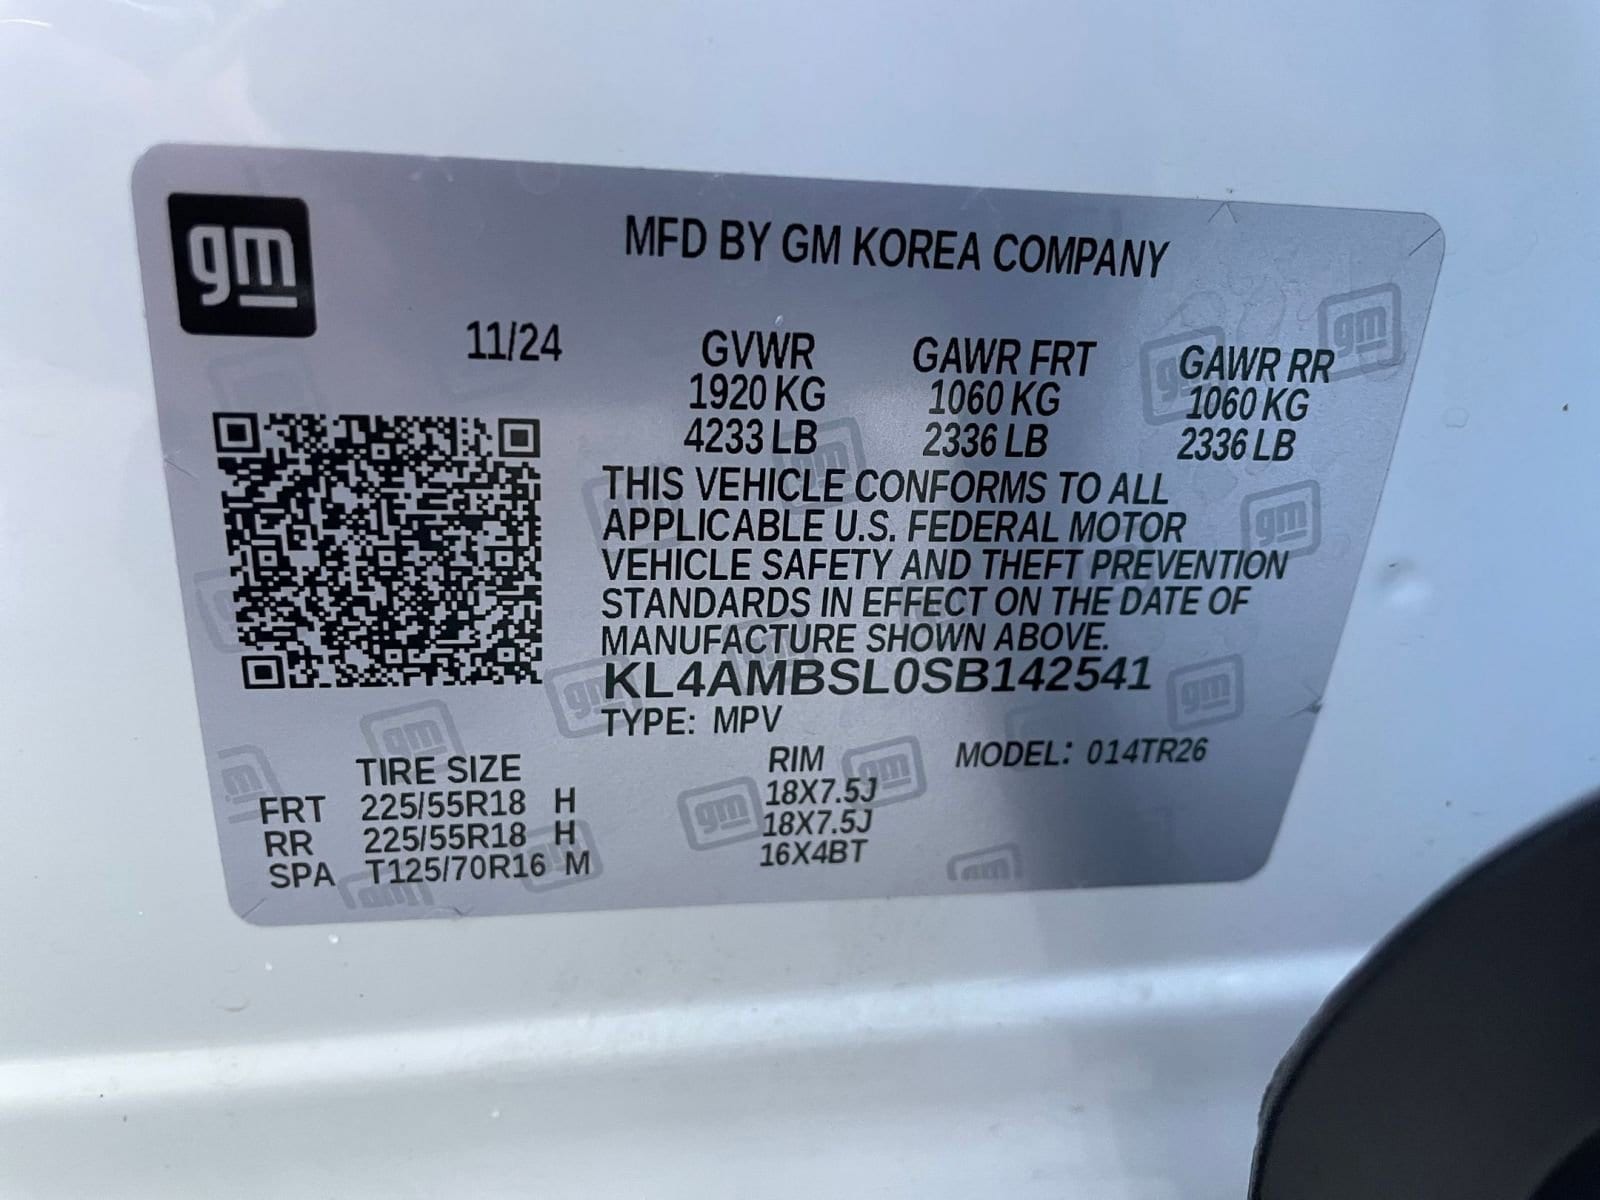 gm
MFD BY GM KOREA COMPANY
11/24 GVWR GAWR FRT GAWR RR
1920 KG 1060 KG 1060 KG
4233 LB 2336 LB 2336 LB
THIS VEHICLE CONFORMS TO ALL
APPLICABLE U.S. FEDERAL MOTOR
VEHICLE SAFETY AND THEFT PREVENTION
STANDARDS IN EFFECT ON THE DATE OF
MANUFACTURE SHOWN ABOVE.
KL4AMBSL0SB142541
TYPE: MPV
TIRE SIZE RIM MODEL: 014TR26
FRT 225/55R18 H 18X7.5J
RR 225/55R18 H 18X7.5J
SPA T125/70R16 M 16X4BT